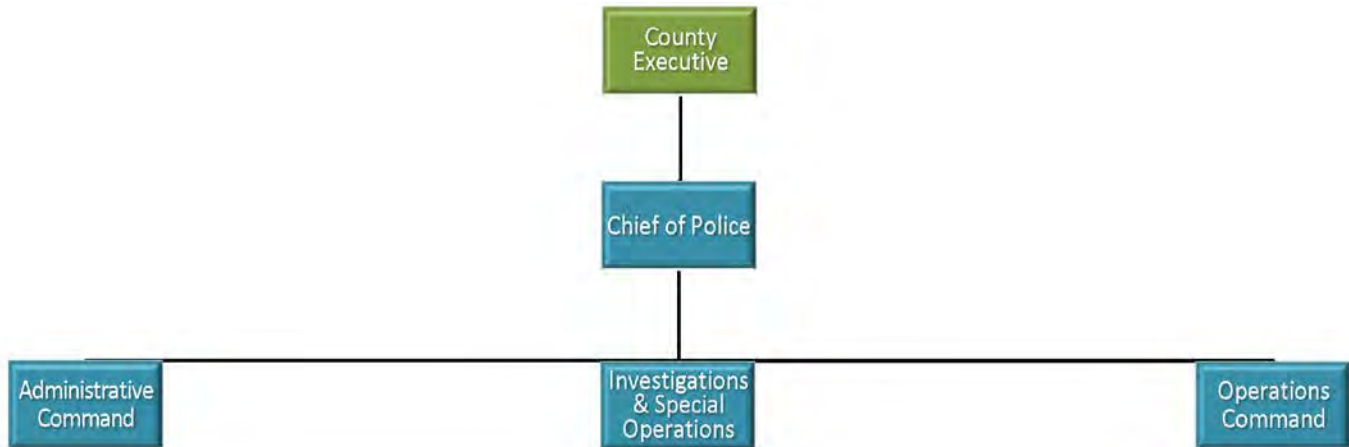 County
Executive
Chief of Police
Administrative
Command
Investigations
& Special
Operations
Operations
Command